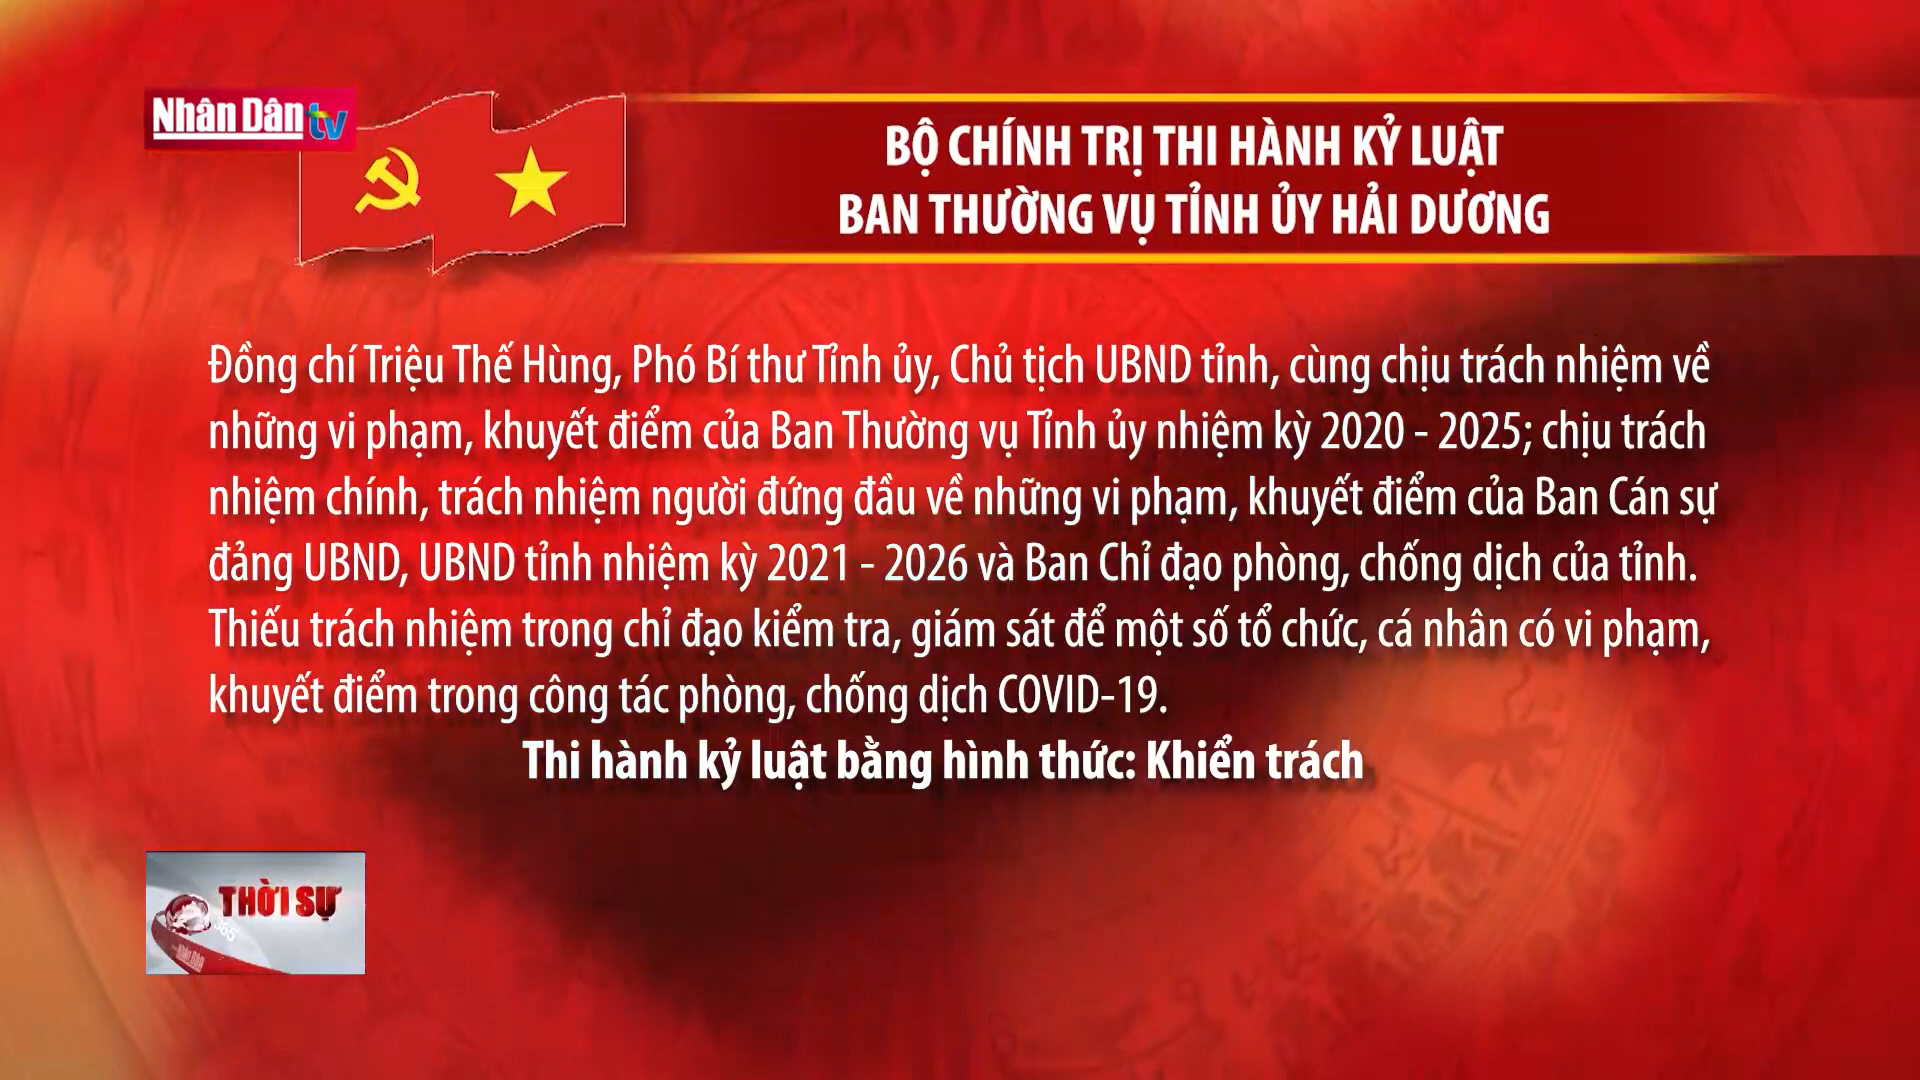 Nhân Dân tv
BỘ CHÍNH TRỊ THI HÀNH KỶ LUẬT
BAN THƯỜNG VỤ TỈNH ỦY HẢI DƯƠNG
Đồng chí Triệu Thế Hùng, Phó Bí thư Tỉnh ủy, Chủ tịch UBND tỉnh, cùng chịu trách nhiệm về
những vi phạm, khuyết điểm của Ban Thường vụ Tỉnh ủy nhiệm kỳ 2020 - 2025; chịu trách
nhiệm chính, trách nhiệm người đứng đầu về những vi phạm, khuyết điểm của Ban Cán sự
đảng UBND, UBND tỉnh nhiệm kỳ 2021 - 2026 và Ban Chỉ đạo phòng, chống dịch của tỉnh.
Thiếu trách nhiệm trong chỉ đạo kiểm tra, giám sát để một số tổ chức, cá nhân có vi phạm,
khuyết điểm trong công tác phòng, chống dịch COVID-19.
Thi hành kỷ luật bằng hình thức: Khiển trách
THỜI SỰ
365
NHÂN DÂN